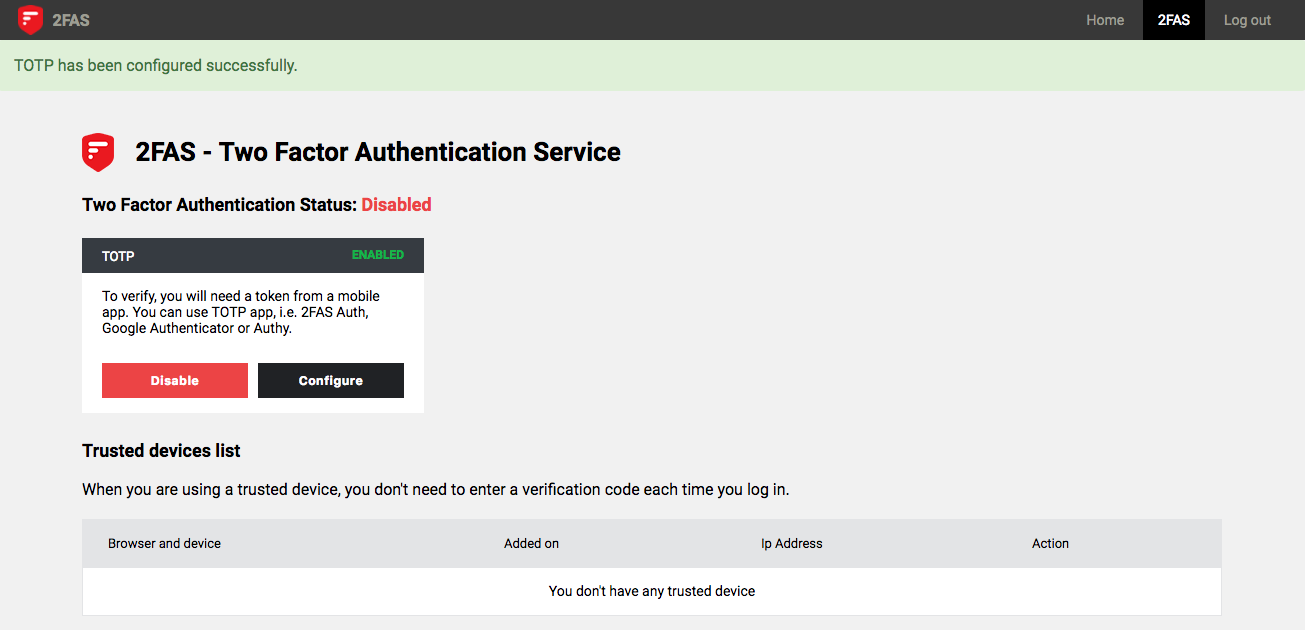 2FAS
Home
2FAS
Log out
TOTP has been configured successfully.
2FAS - Two Factor Authentication Service
Two Factor Authentication Status: Disabled
TOTP
ENABLED
To verify, you will need a token from a mobile
app. You can use TOTP app, i.e. 2FAS Auth,
Google Authenticator or Authy.
Disable
Configure
Trusted devices list
When you are using a trusted device, you don't need to enter a verification code each time you log in.
Browser and device
Added on
Ip Address
Action
You don't have any trusted device